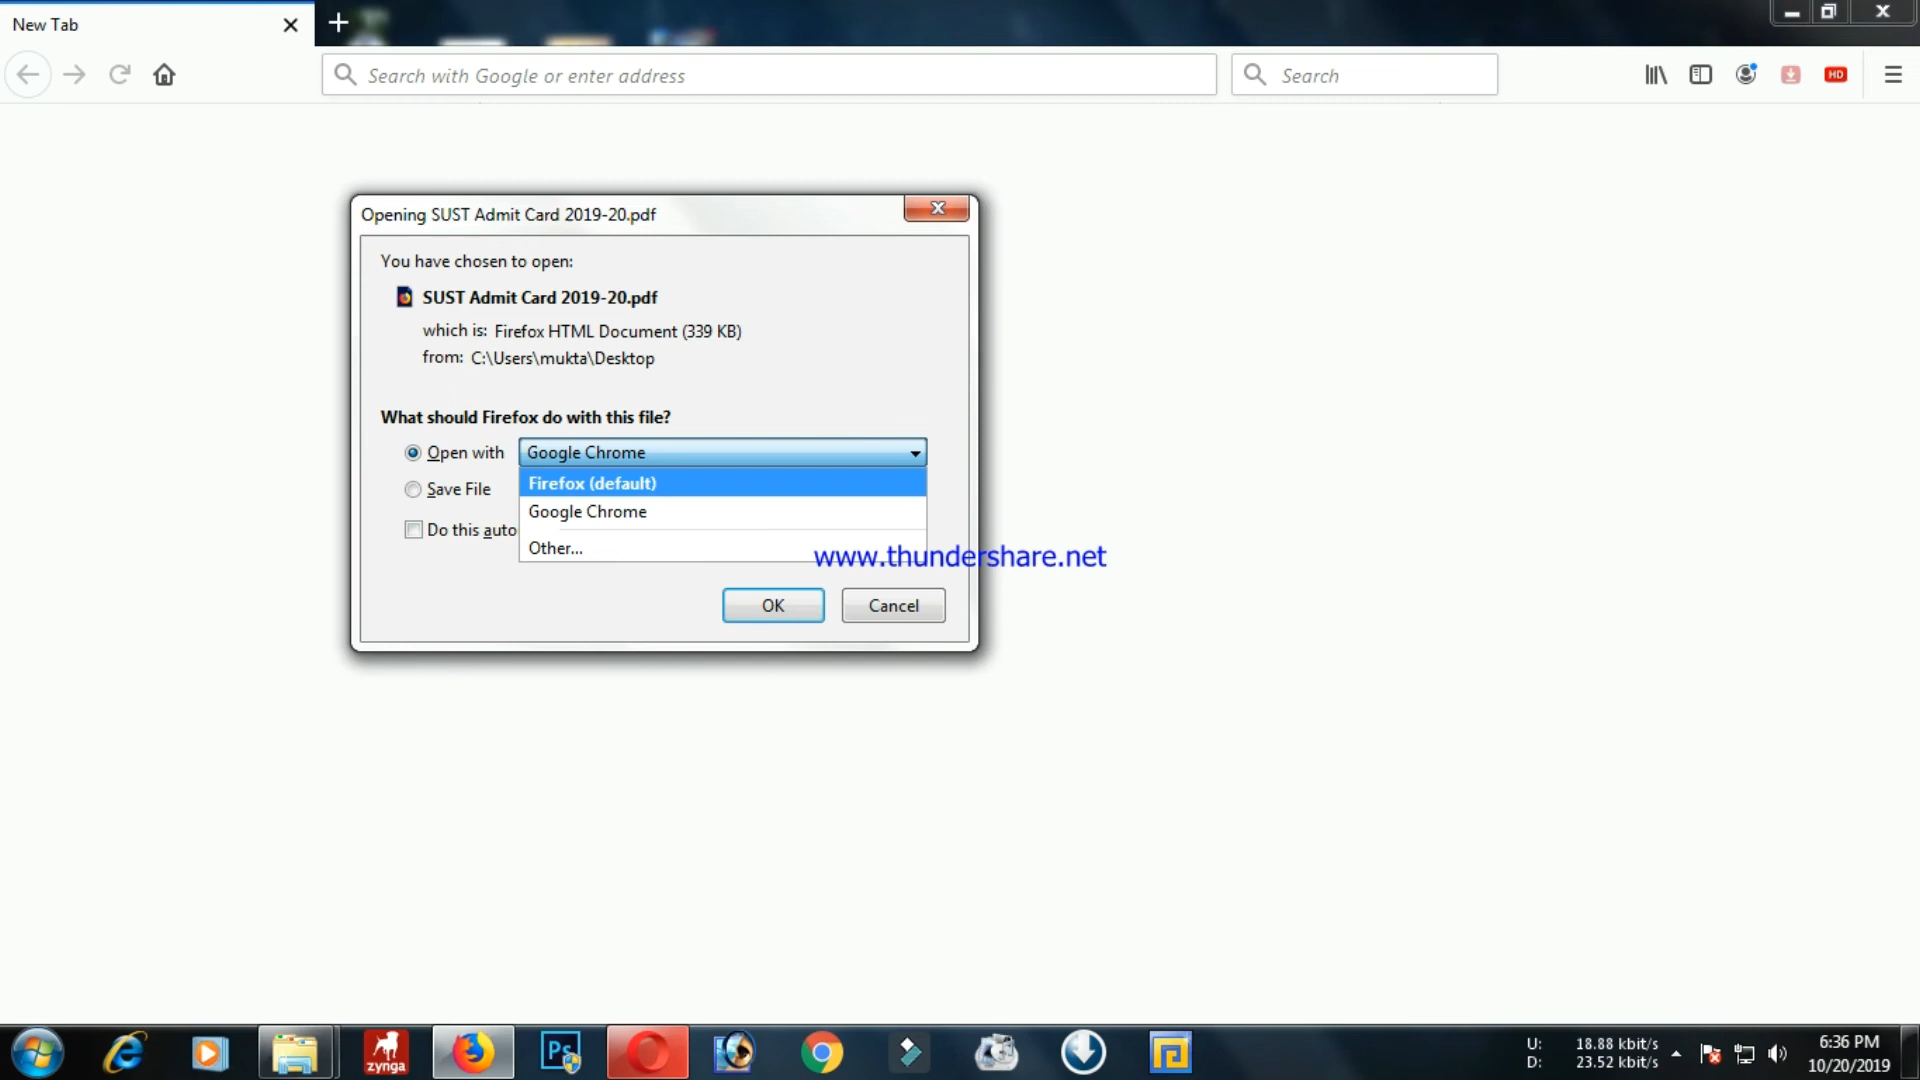 New Tab
Search with Google or enter address
Search
HD
Opening SUST Admit Card 2019-20.pdf
You have chosen to open:
SUST Admit Card 2019-20.pdf
which is: Firefox HTML Document (339 KB)
from: C:\Users\mukta\Desktop
What should Firefox do with this file?
Open with Google Chrome
Firefox (default)
Save File
Google Chrome
Do this auto
Other...
www.thundershare.net
OK Cancel
zynga
Ps
U: 18.88 kbit/s
D: 23.52 kbit/s
6:36 PM
10/20/2019